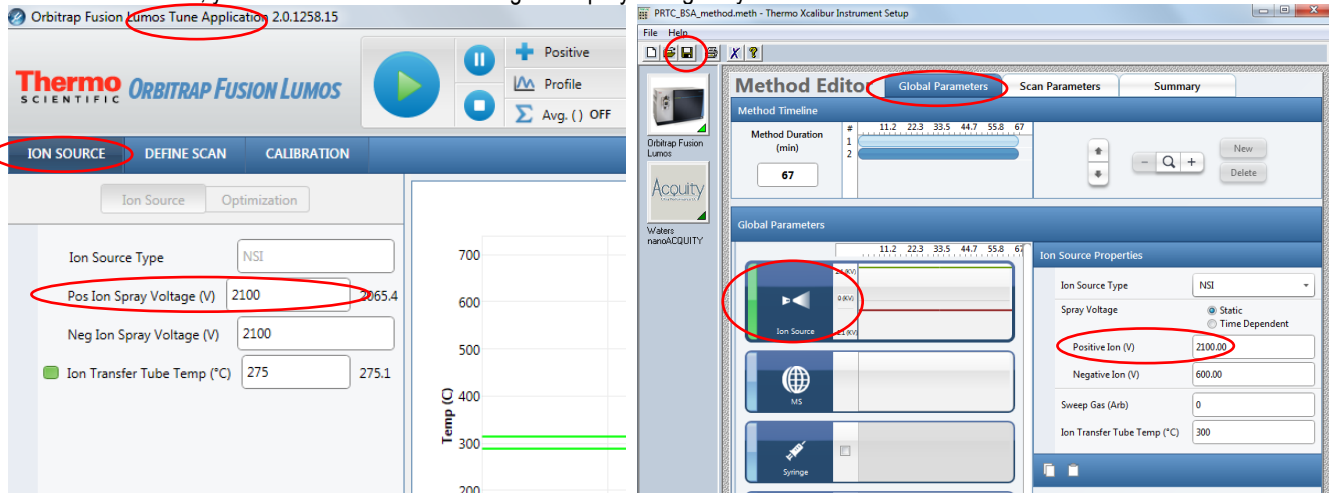 Orbitrap Fusion Lumos Tune Application 2.0.1258.15
Thermo
SCIENTIFIC
ORBITRAP FUSION LUMOS
Positive
Profile
Avg. ( ) OFF
ION SOURCE DEFINE SCAN CALIBRATION
Ion Source Optimization
Ion Source Type NSI
Pos Ion Spray Voltage (V) 2100 2065.4
Neg Ion Spray Voltage (V) 2100
Ion Transfer Tube Temp (°C) 275 275.1
700
600
500
400
300
200
Temp (C)
PRTC_BSA_method.meth - Thermo Xcalibur Instrument Setup
File Help
Orbitrap Fusion
Lumos
Acquity
Waters
nanoACQUITY
Method Editor Global Parameters Scan Parameters Summary
Method Timeline
Method Duration
(min)
67
# 11.2 22.3 33.5 44.7 55.8 67
1
2
New
Delete
Global Parameters
11.2 22.3 33.5 44.7 55.8 67
0 (KV)
Ion Source
MS
Syringe
Ion Source Properties
Ion Source Type NSI
Spray Voltage Static
Time Dependent
Positive Ion (V) 2100.00
Negative Ion (V) 600.00
Sweep Gas (Arb) 0
Ion Transfer Tube Temp (°C) 300